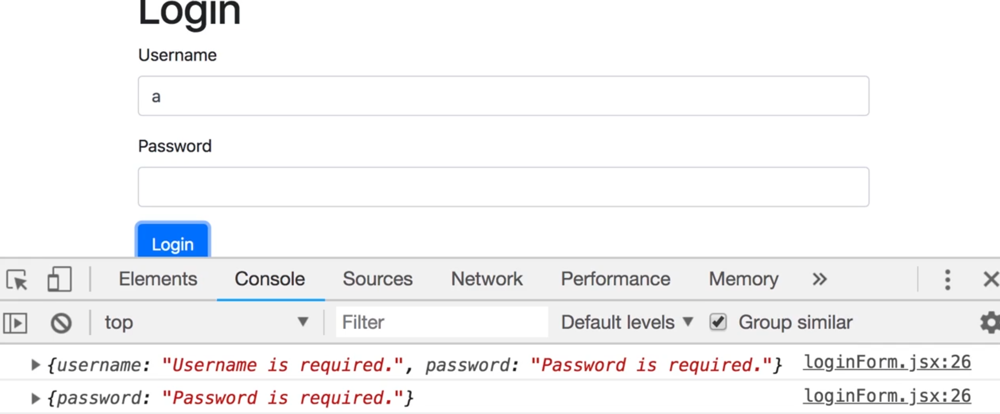 Login
Username
a
Password
Login
Elements Console Sources Network Performance Memory »
top ▼ Filter Default levels ▼ Group similar
{username: "Username is required.", password: "Password is required."} loginForm.jsx:26
{password: "Password is required."} loginForm.jsx:26